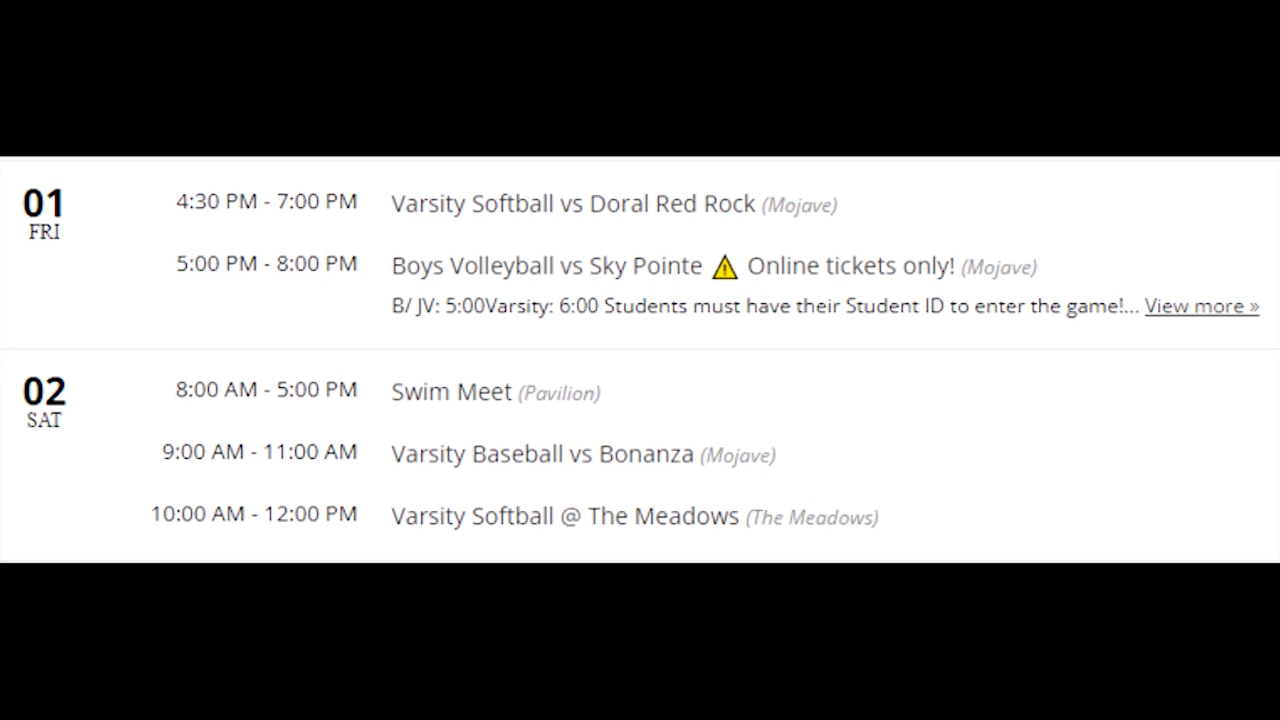 01
FRI
4:30 PM - 7:00 PM Varsity Softball vs Doral Red Rock (Mojave)
5:00 PM - 8:00 PM Boys Volleyball vs Sky Pointe ⚠ Online tickets only! (Mojave)
B/ JV: 5:00Varsity: 6:00 Students must have their Student ID to enter the game!... View more »
02
SAT
8:00 AM - 5:00 PM Swim Meet (Pavilion)
9:00 AM - 11:00 AM Varsity Baseball vs Bonanza (Mojave)
10:00 AM - 12:00 PM Varsity Softball @ The Meadows (The Meadows)